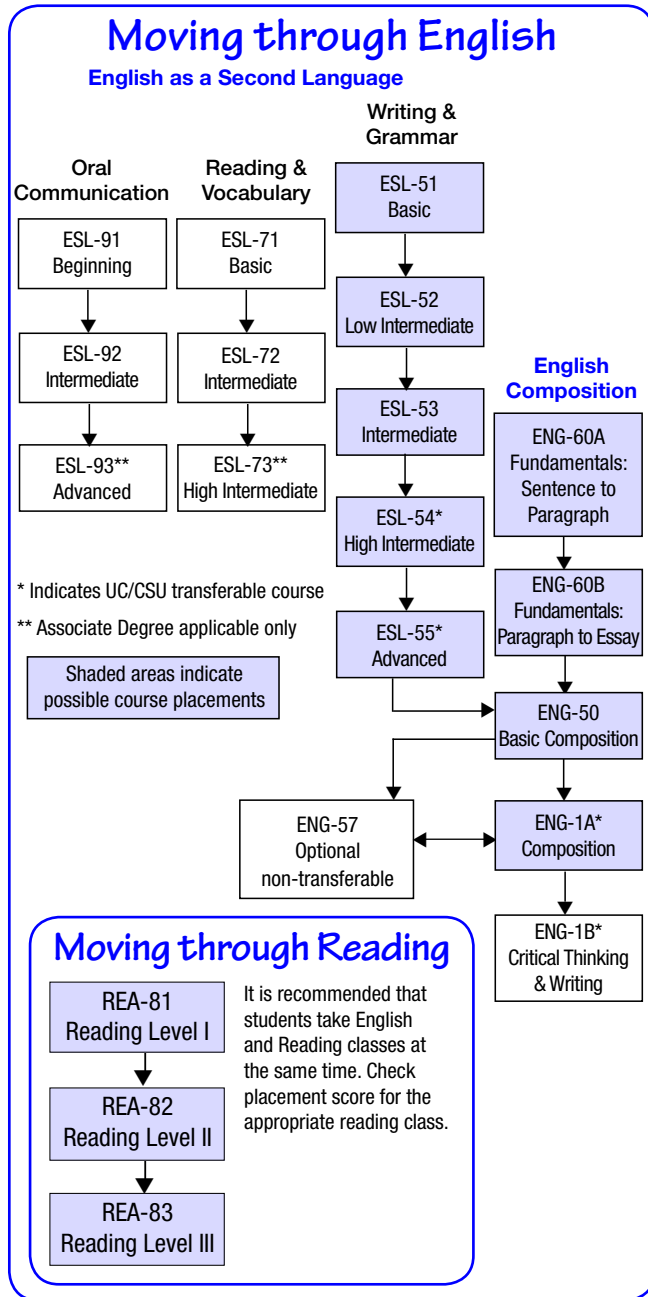 Moving through English
English as a Second Language
Oral
Communication
ESL-91
Beginning
ESL-92
Intermediate
ESL-93**
Advanced
Reading &
Vocabulary
ESL-71
Basic
ESL-72
Intermediate
ESL-73**
High Intermediate
Writing &
Grammar
ESL-51
Basic
ESL-52
Low Intermediate
ESL-53
Intermediate
ESL-54*
High Intermediate
ESL-55*
Advanced
English
Composition
ENG-60A
Fundamentals:
Sentence to
Paragraph
ENG-60B
Fundamentals:
Paragraph to Essay
ENG-50
Basic Composition
ENG-1A*
Composition
ENG-1B*
Critical Thinking
& Writing
ENG-57
Optional
non-transferable
* Indicates UC/CSU transferable course
** Associate Degree applicable only
Shaded areas indicate
possible course placements
Moving through Reading
REA-81
Reading Level I
REA-82
Reading Level II
REA-83
Reading Level III
It is recommended that
students take English
and Reading classes at
the same time. Check
placement score for the
appropriate reading class.